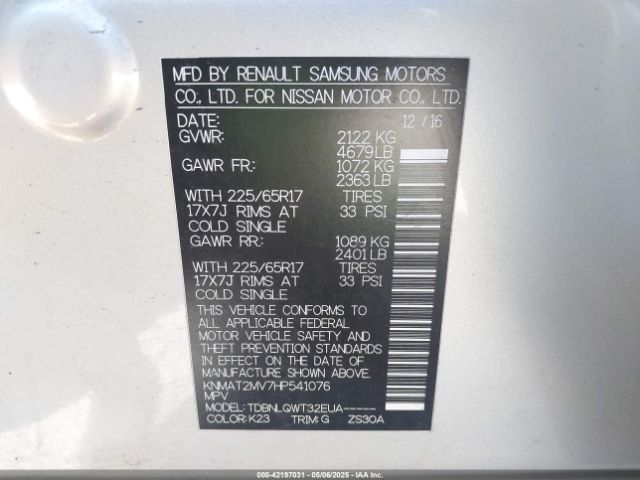 MFD BY RENAULT SAMSUNG MOTORS
CO., LTD. FOR NISSAN MOTOR CO., LTD.
DATE: 12 / 16
GVWR: 2122 KG
4679LB
GAWR FR: 1072 KG
2363 LB
WITH 225/65R17 TIRES
17X7J RIMS AT 33 PSI
COLD SINGLE
GAWR RR: 1089 KG
2401 LB
WITH 225/65R17 TIRES
17X7J RIMS AT 33 PSI
COLD SINGLE
THIS VEHICLE CONFORMS TO
ALL APPLICABLE FEDERAL
MOTOR VEHICLE SAFETY AND
THEFT PREVENTION STANDARDS
IN EFFECT ON THE DATE OF
MANUFACTURE SHOWN ABOVE.
KNMAT2MV7HP541076
MPV
MODEL: TDBNLQWT32EUA-----
COLOR: K23 TRIM: G ZS30A
000-42197031 - 05/06/2025 - IAAI.COM